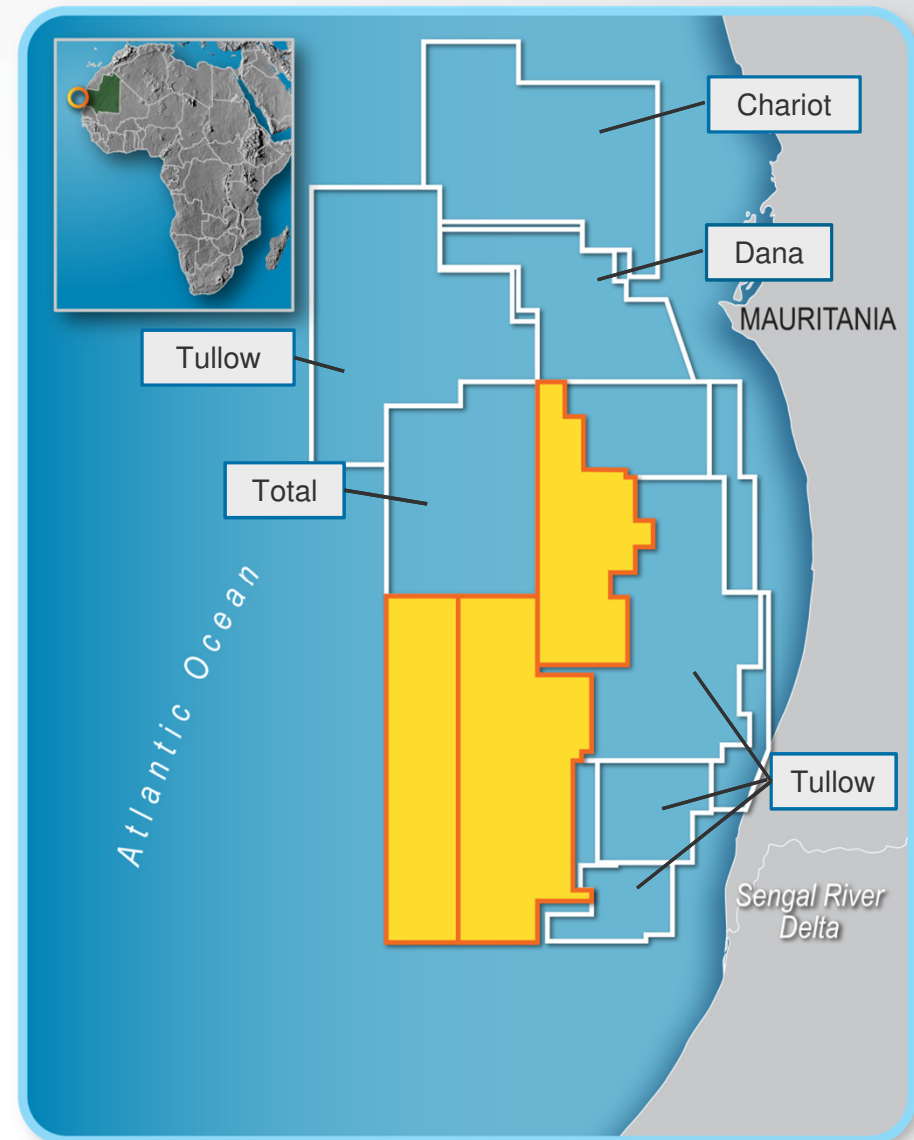 Chariot
Dana
MAURITANIA
Tullow
Total
Atlantic Ocean
Tullow
Sengal River
Delta